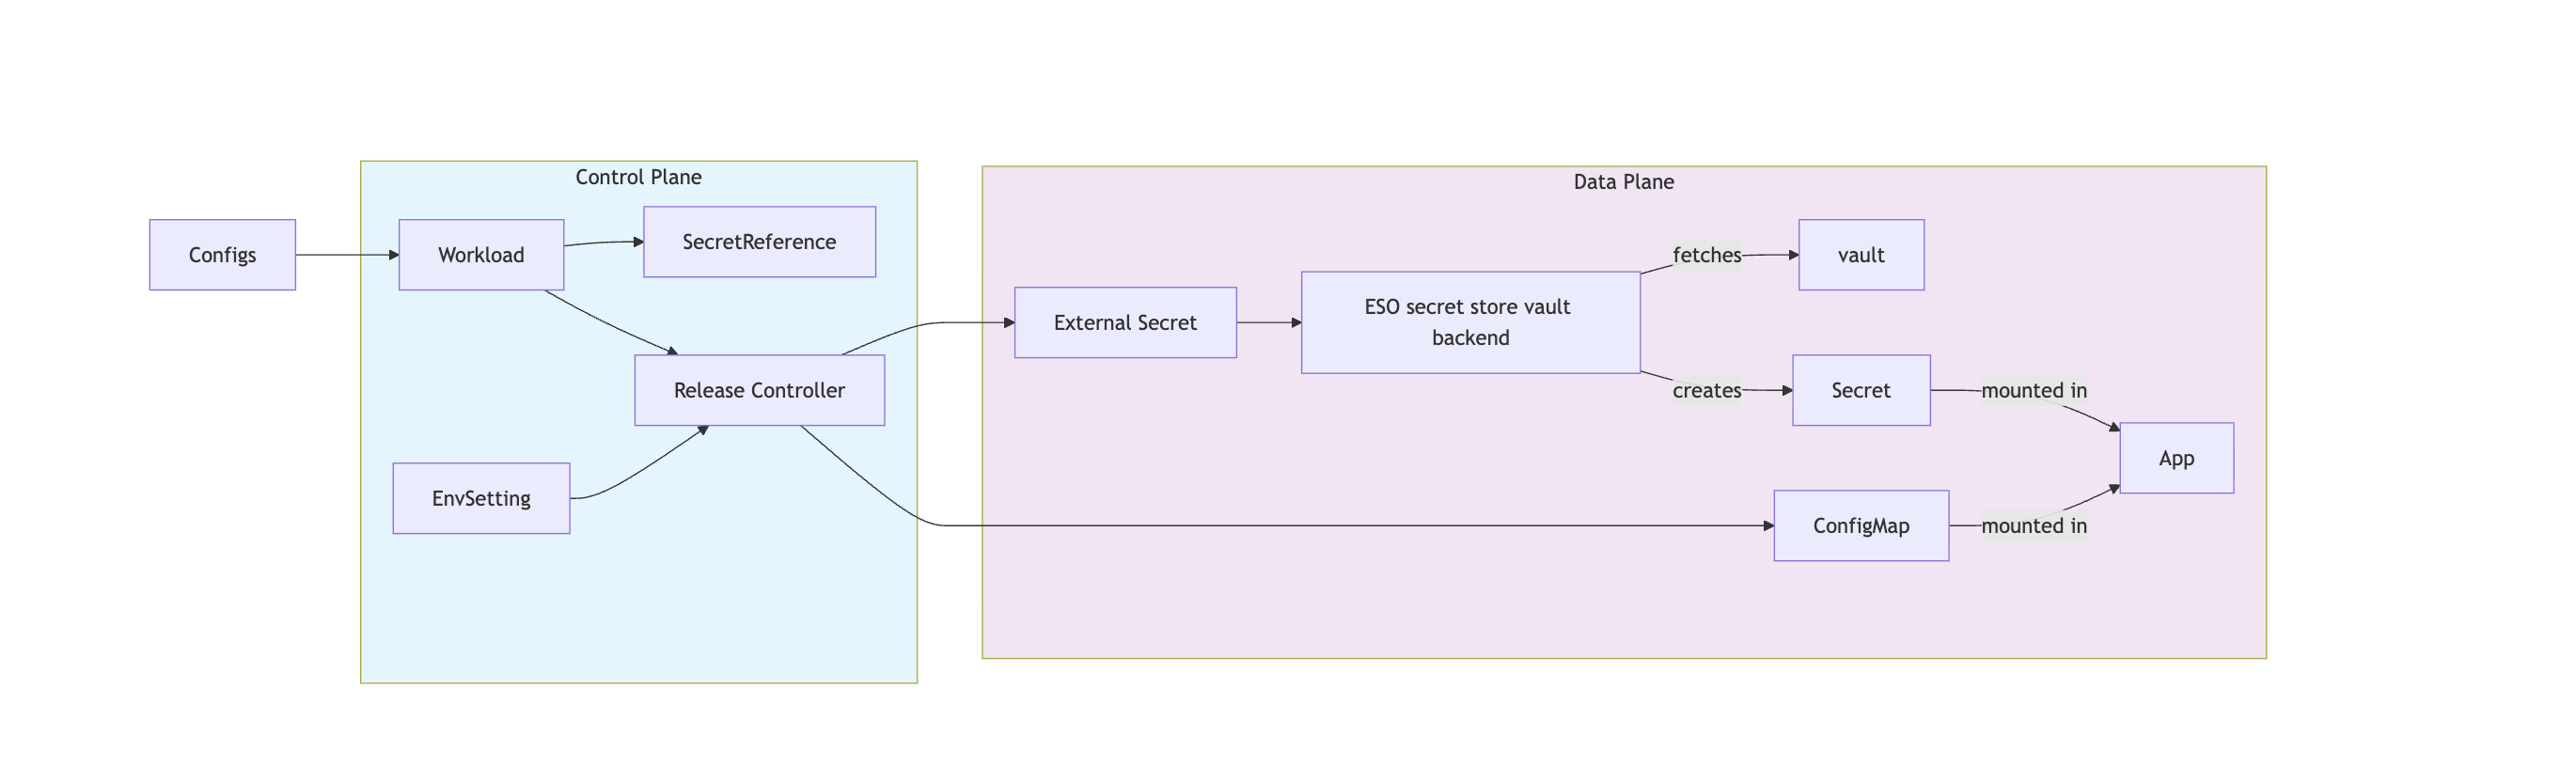 Control Plane
Data Plane
Configs
Workload
SecretReference
Release Controller
EnvSetting
External Secret
ESO secret store vault
backend
fetches
vault
creates
Secret
mounted in
App
ConfigMap
mounted in